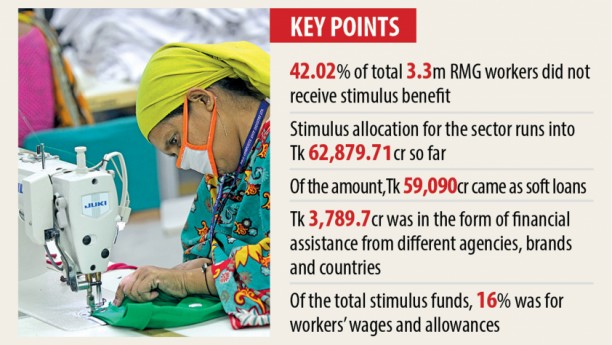 KEY POINTS
42.02% of total 3.3m RMG workers did not
receive stimulus benefit
Stimulus allocation for the sector runs into
Tk 62,879.71cr so far
Of the amount,Tk 59,090cr came as soft loans
Tk 3,789.7cr was in the form of financial
assistance from different agencies, brands
and countries
Of the total stimulus funds, 16% was for
workers' wages and allowances
JUKI